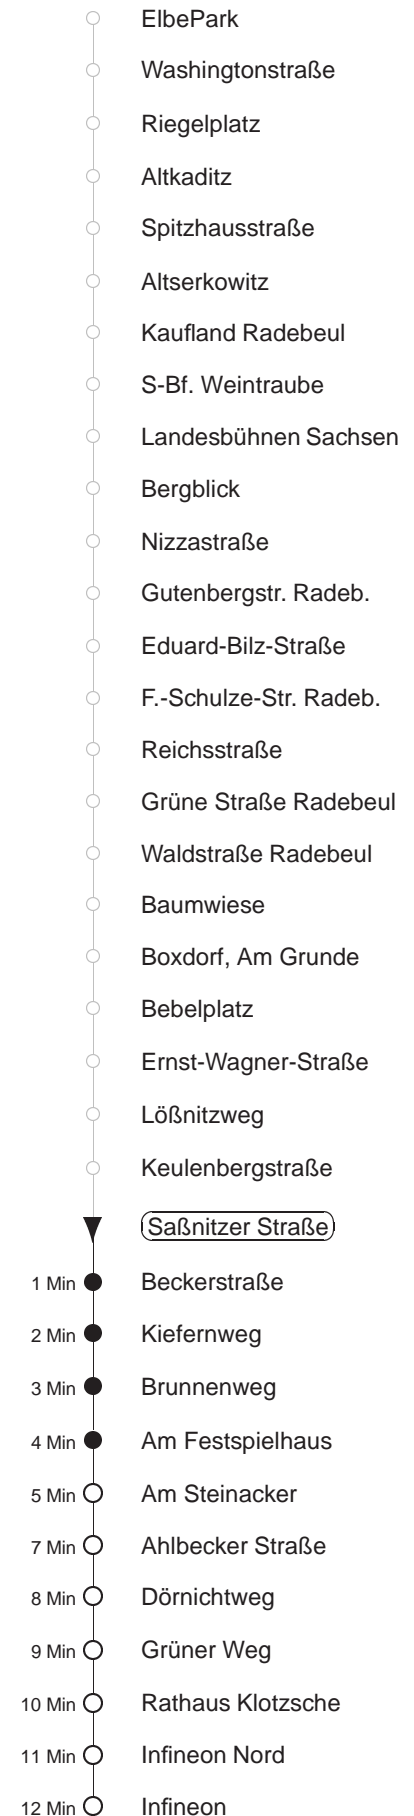 ElbePark
Washingtonstraße
Riegelplatz
Altkaditz
Spitzhausstraße
Altserkowitz
Kaufland Radebeul
S-Bf. Weintraube
Landesbühnen Sachsen
Bergblick
Nizzastraße
Gutenbergstr. Radeb.
Eduard-Bilz-Straße
F.-Schulze-Str. Radeb.
Reichsstraße
Grüne Straße Radebeul
Waldstraße Radebeul
Baumwiese
Boxdorf, Am Grunde
Bebelplatz
Ernst-Wagner-Straße
Lößnitzweg
Keulenbergstraße
Saßnitzer Straße
1 Min Beckerstraße
2 Min Kiefernweg
3 Min Brunnenweg
4 Min Am Festspielhaus
5 Min Am Steinacker
7 Min Ahlbecker Straße
8 Min Dörnichtweg
9 Min Grüner Weg
10 Min Rathaus Klotzsche
11 Min Infineon Nord
12 Min Infineon